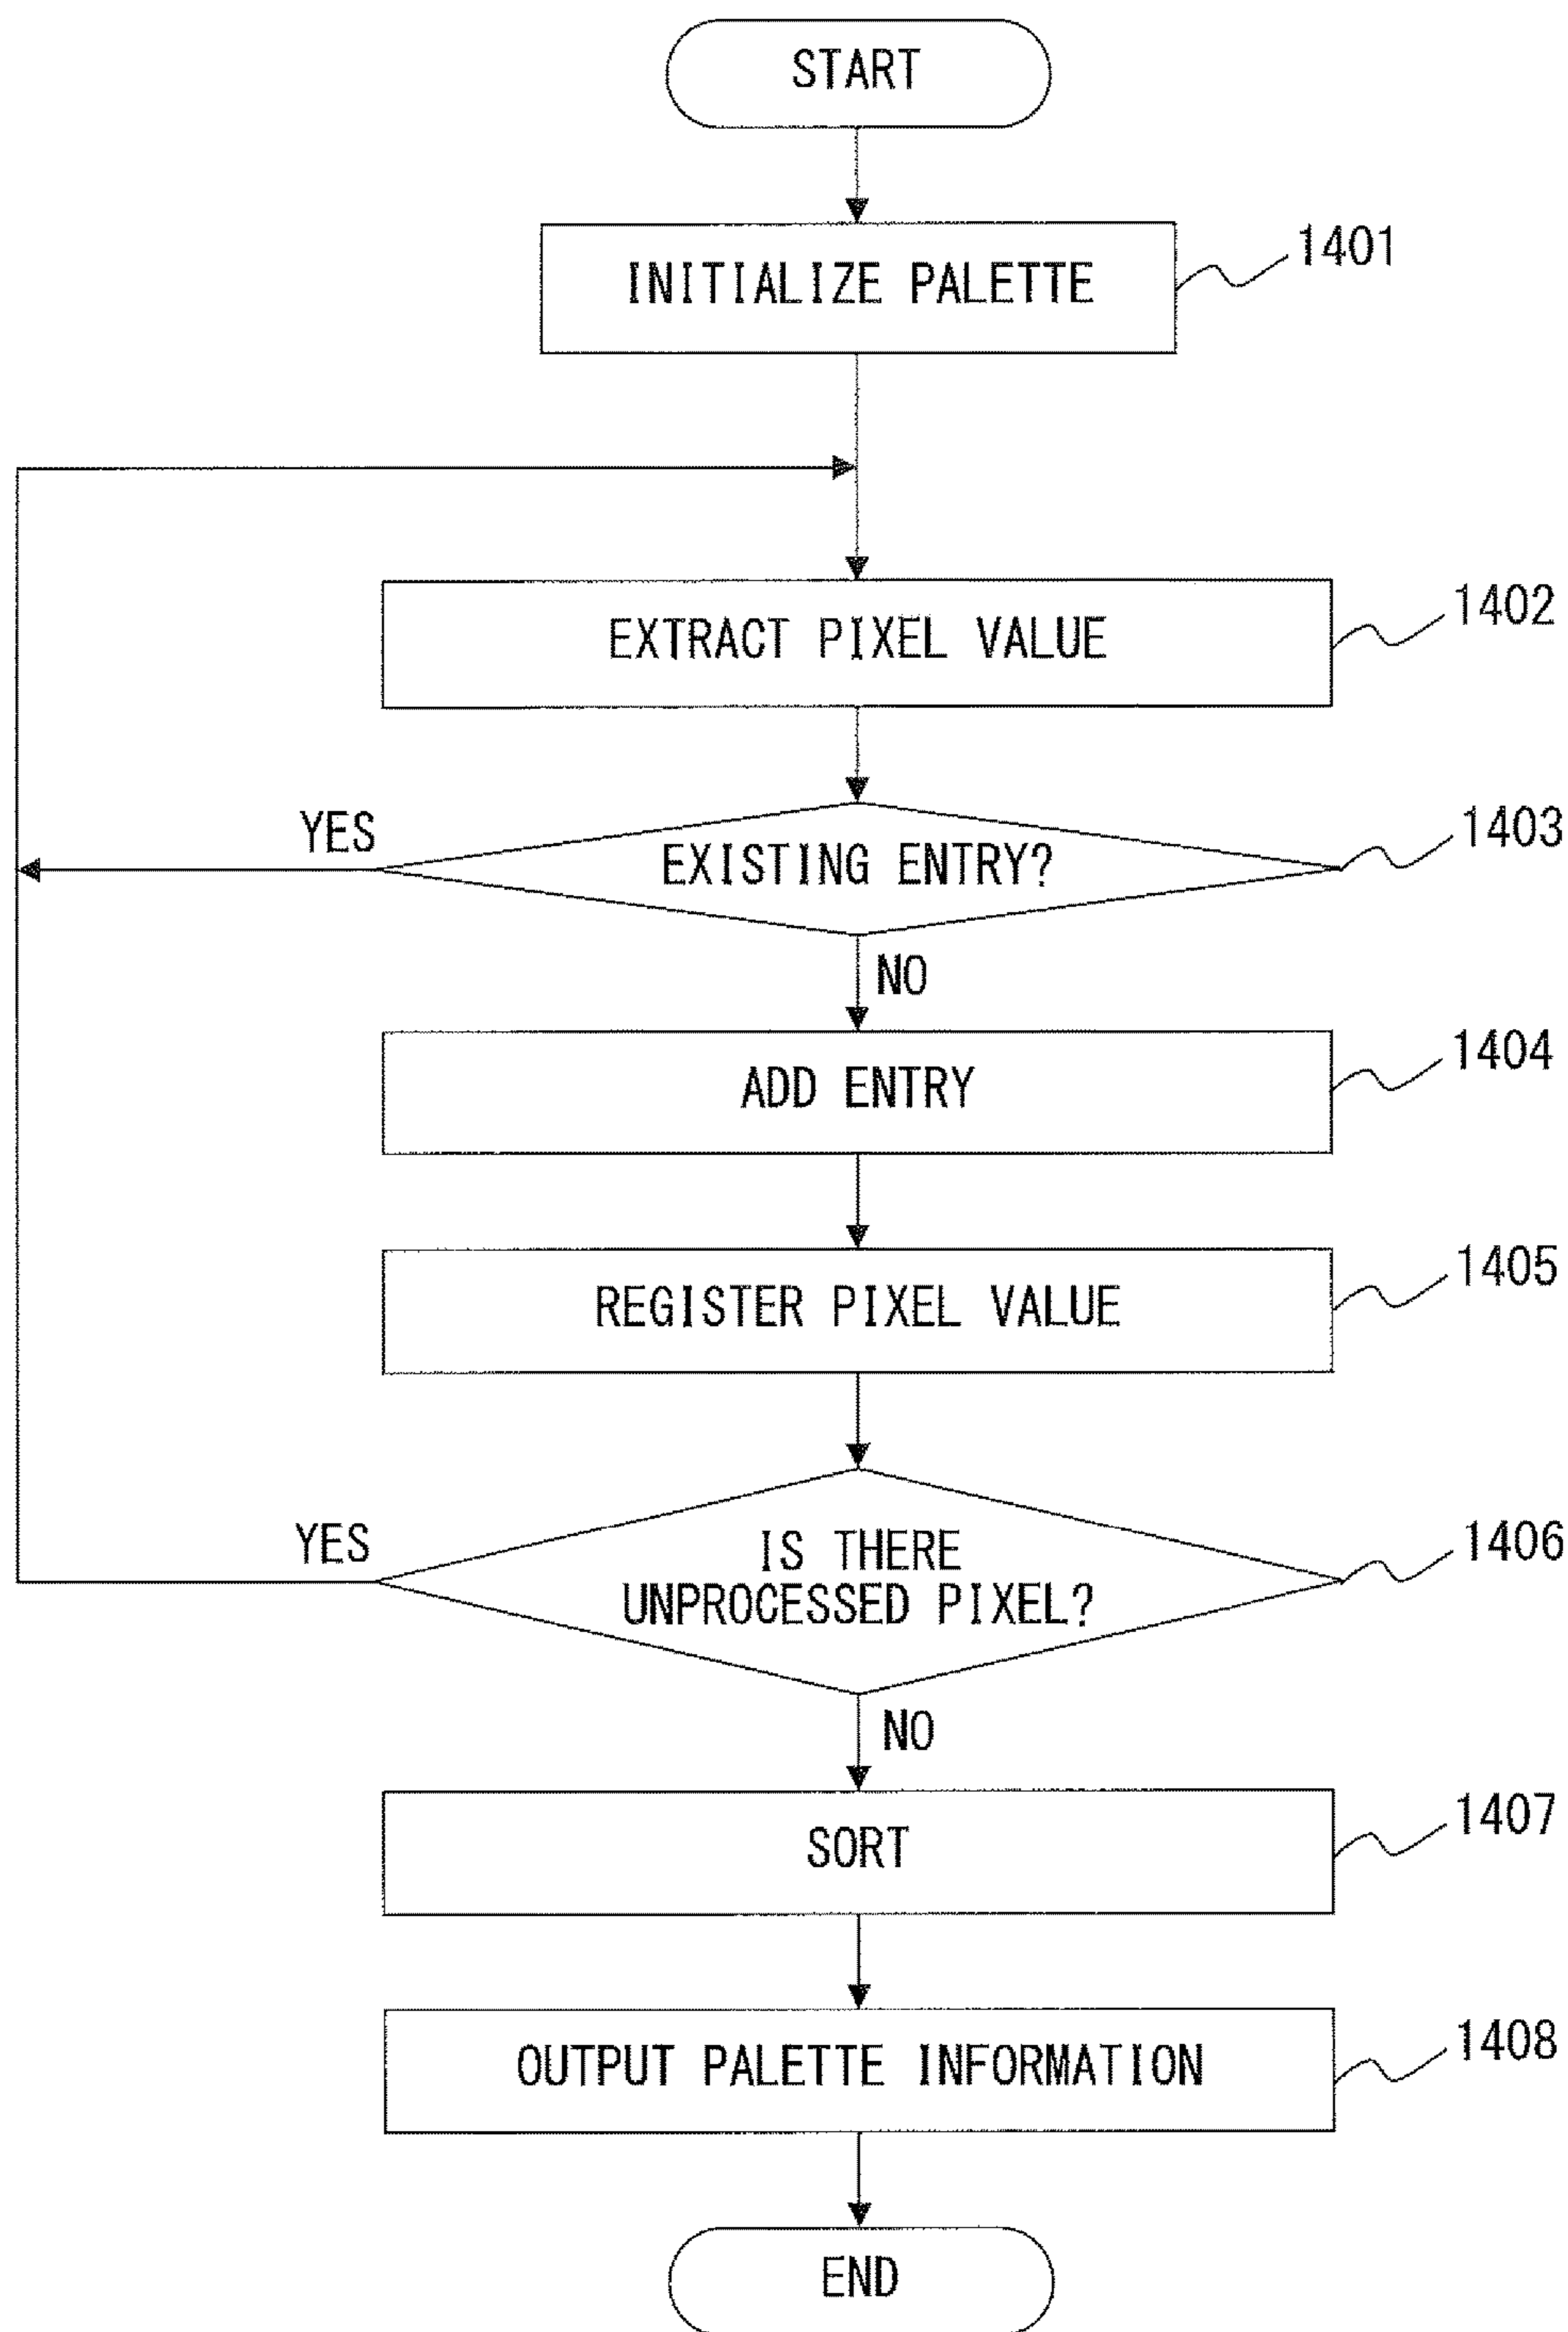 START
INITIALIZE PALETTE
1401
EXTRACT PIXEL VALUE
1402
YES
EXISTING ENTRY?
1403
NO
ADD ENTRY
1404
REGISTER PIXEL VALUE
1405
YES
IS THERE
UNPROCESSED PIXEL?
1406
NO
SORT
1407
OUTPUT PALETTE INFORMATION
1408
END